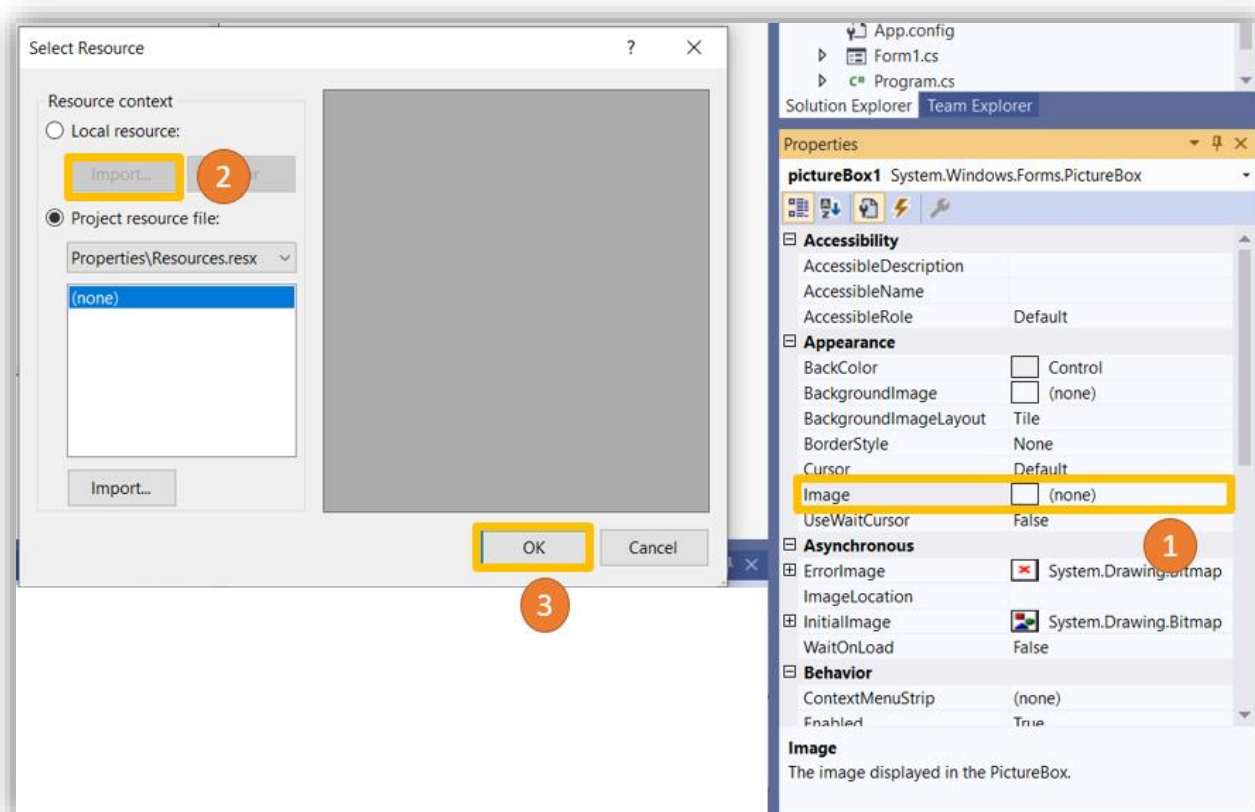 Select Resource
?
Resource context
Local resource:
Import...
2
Project resource file:
Properties\Resources.resx
(none)
Import...
OK
Cancel
3
App.config
Form1.cs
C# Program.cs
Solution Explorer Team Explorer
Properties
pictureBox1 System.Windows.Forms.PictureBox
Accessibility
AccessibleDescription
AccessibleName
AccessibleRole Default
Appearance
BackColor Control
BackgroundImage (none)
BackgroundImageLayout Tile
BorderStyle None
Cursor Default
Image (none)
UseWaitCursor False
1
Asynchronous
ErrorImage System.Drawing.Bitmap
ImageLocation
InitialImage System.Drawing.Bitmap
WaitOnLoad False
Behavior
ContextMenuStrip (none)
Enabled True
Image
The image displayed in the PictureBox.